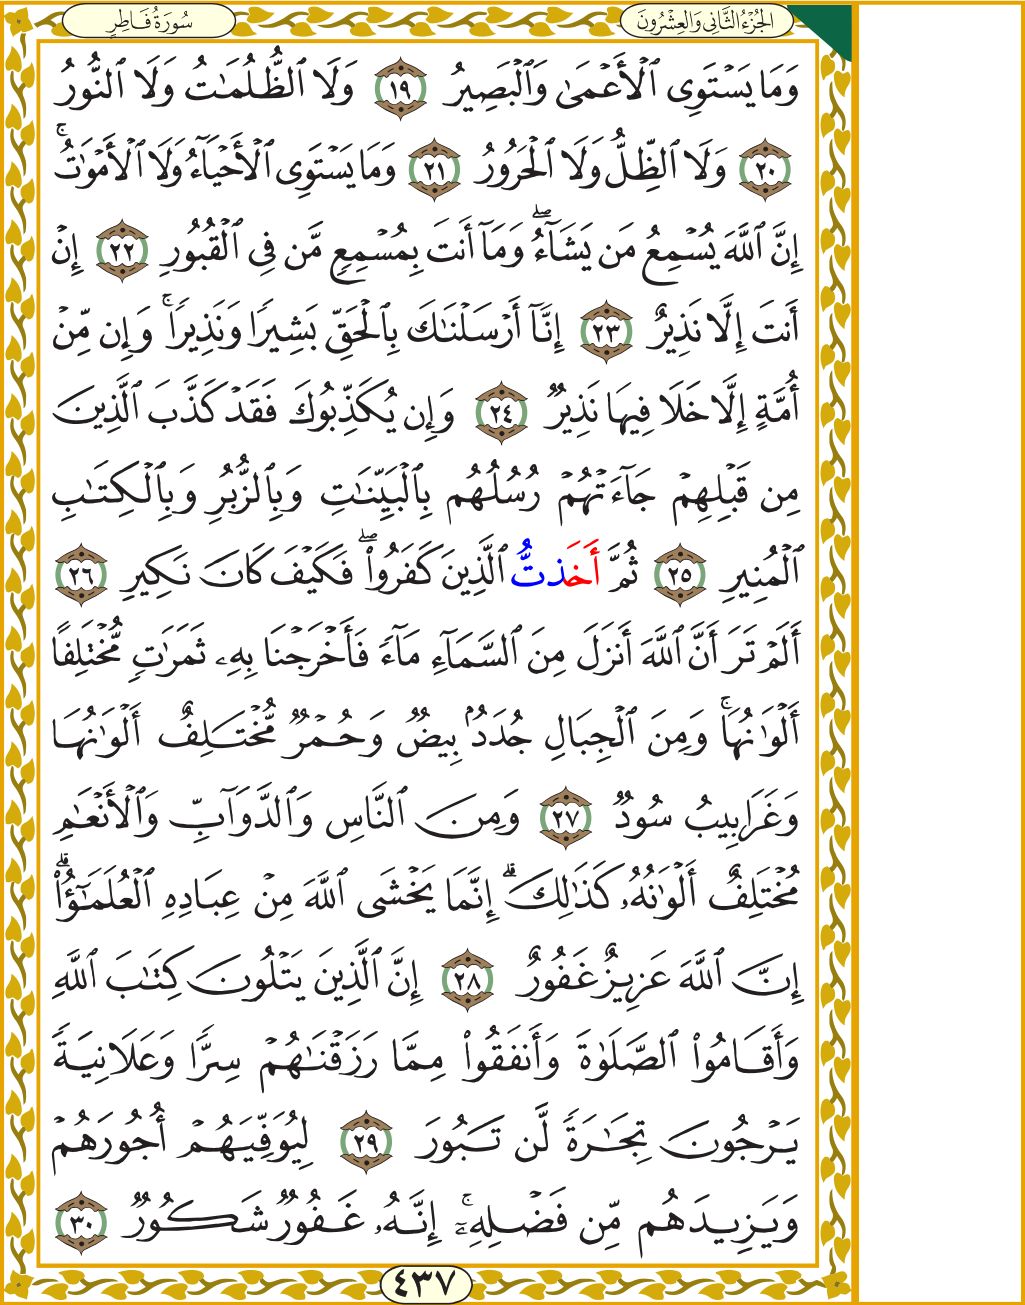 الجُزْءُ الثَّانِي وَالعِشْرُونَ
سُورَةُ فَاطِرٍ
وَمَا يَسْتَوِى ٱلْأَعْمَىٰ وَٱلْبَصِيرُ ١٩ وَلَا ٱلظُّلُمَٰتُ وَلَا ٱلنُّورُ
٢٠ وَلَا ٱلظِّلُّ وَلَا ٱلْحَرُورُ ٢١ وَمَا يَسْتَوِى ٱلْأَحْيَآءُ وَلَا ٱلْأَمْوَٰتُۚ
إِنَّ ٱللَّهَ يُسْمِعُ مَن يَشَآءُۖ وَمَآ أَنتَ بِمُسْمِعٍ مَّن فِى ٱلْقُبُورِ ٢٢ إِنْ
أَنتَ إِلَّا نَذِيرٌ ٢٣ إِنَّآ أَرْسَلْنَٰكَ بِٱلْحَقِّ بَشِيرًا وَنَذِيرًاۚ وَإِن مِّنْ
أُمَّةٍ إِلَّا خَلَا فِيهَا نَذِيرٌ ٢٤ وَإِن يُكَذِّبُوكَ فَقَدْ كَذَّبَ ٱلَّذِينَ
مِن قَبْلِهِمْ جَآءَتْهُمْ رُسُلُهُم بِٱلْبَيِّنَٰتِ وَبِٱلزُّبُرِ وَبِٱلْكِتَٰبِ
ٱلْمُنِيرِ ٢٥ ثُمَّ أَخَذتُّ ٱلَّذِينَ كَفَرُوا۟ۖ فَكَيْفَ كَانَ نَكِيرِ ٢٦
أَلَمْ تَرَ أَنَّ ٱللَّهَ أَنزَلَ مِنَ ٱلسَّمَآءِ مَآءً فَأَخْرَجْنَا بِهِۦ ثَمَرَٰتٍ مُّخْتَلِفًا
أَلْوَٰنُهَاۚ وَمِنَ ٱلْجِبَالِ جُدَدٌۢ بِيضٌ وَحُمْرٌ مُّخْتَلِفٌ أَلْوَٰنُهَا
وَغَرَابِيبُ سُودٌ ٢٧ وَمِنَ ٱلنَّاسِ وَٱلدَّوَآبِّ وَٱلْأَنْعَٰمِ
مُخْتَلِفٌ أَلْوَٰنُهُۥ كَذَٰلِكَۗ إِنَّمَا يَخْشَى ٱللَّهَ مِنْ عِبَادِهِ ٱلْعُلَمَٰٓؤُا۟ۗ
إِنَّ ٱللَّهَ عَزِيزٌ غَفُورٌ ٢٨ إِنَّ ٱلَّذِينَ يَتْلُونَ كِتَٰبَ ٱللَّهِ
وَأَقَامُوا۟ ٱلصَّلَوٰةَ وَأَنفَقُوا۟ مِمَّا رَزَقْنَٰهُمْ سِرًّا وَعَلَانِيَةً
يَرْجُونَ تِجَٰرَةً لَّن تَبُورَ ٢٩ لِيُوَفِّيَهُمْ أُجُورَهُمْ
وَيَزِيدَهُم مِّن فَضْلِهِۦٓۚ إِنَّهُۥ غَفُورٌ شَكُورٌ ٣٠
٤٣٧